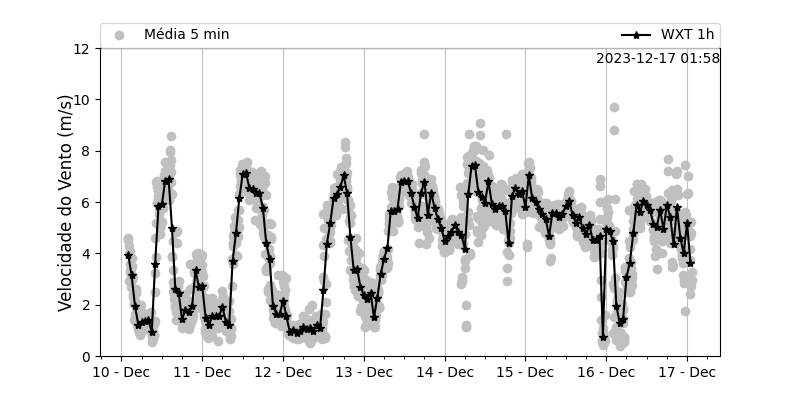 Média 5 min
WXT 1h
2023-12-17 01:58
Velocidade do Vento (m/s)
12
10
8
6
4
2
0
10 - Dec 11 - Dec 12 - Dec 13 - Dec 14 - Dec 15 - Dec 16 - Dec 17 - Dec